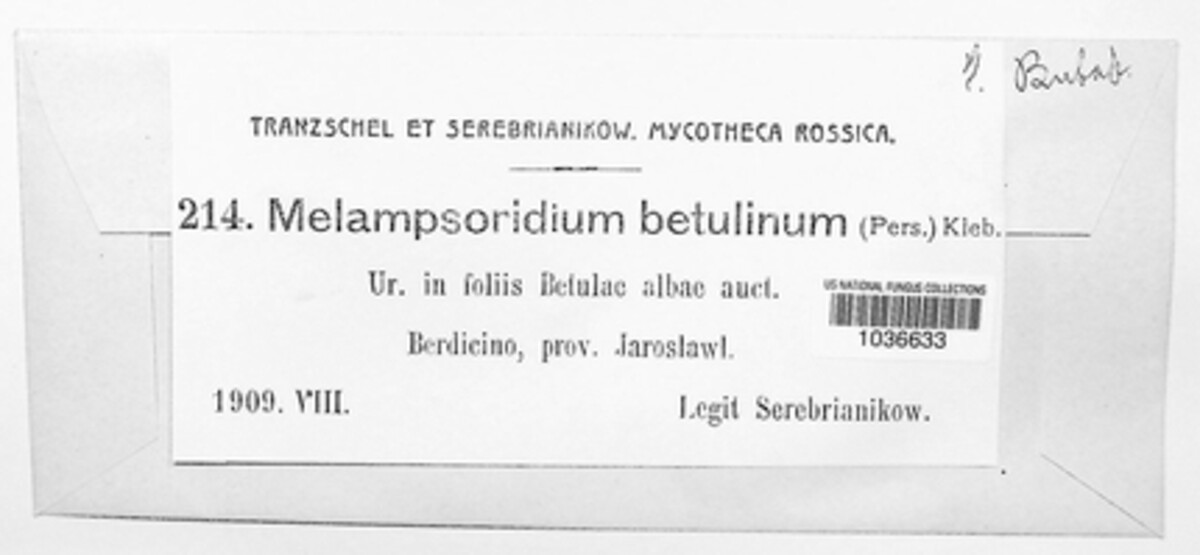 Bubak.
TRANZSCHEL ET SEREBRIANIKOW. MYCOTHECA ROSSICA.
214. Melampsoridium betulinum (Pers.) Kleb.
Ur. in foliis Betulae albae auct.
US NATIONAL FUNGUS COLLECTIONS
1036633
Berdicino, prov. Jaroslawl.
1909. VIII.
Legit Serebrianikow.